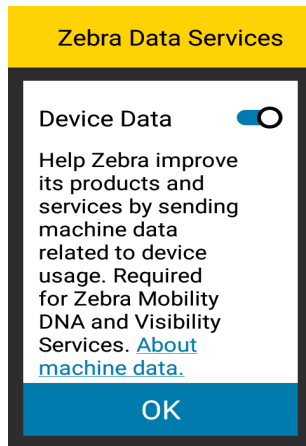 Zebra Data Services
Device Data
Help Zebra improve
its products and
services by sending
machine data
related to device
usage. Required
for Zebra Mobility
DNA and Visibility
Services. About
machine data.
OK